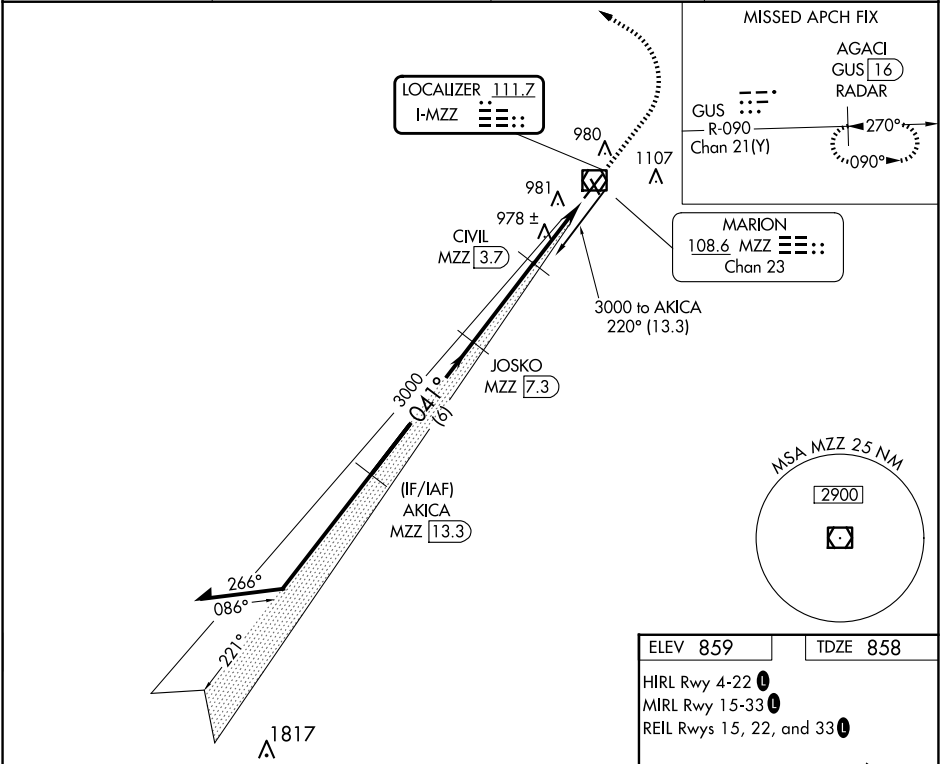 MISSED APCH FIX
AGACI
GUS 16
RADAR
GUS
R-090
Chan 21(Y)
270°
090°
LOCALIZER 111.7
I-MZZ
980
1107
981
978 ±
CIVIL
MZZ 3.7
MARION
108.6 MZZ
Chan 23
3000 to AKICA
220° (13.3)
JOSKO
MZZ 7.3
3000
041°
(6)
(IF/IAF)
AKICA
MZZ 13.3
MSA MZZ 25 NM
2900
266°
086°
221°
1817
ELEV 859
TDZE 858
HIRL Rwy 4-22 L
MIRL Rwy 15-33 L
REIL Rwys 15, 22, and 33 L